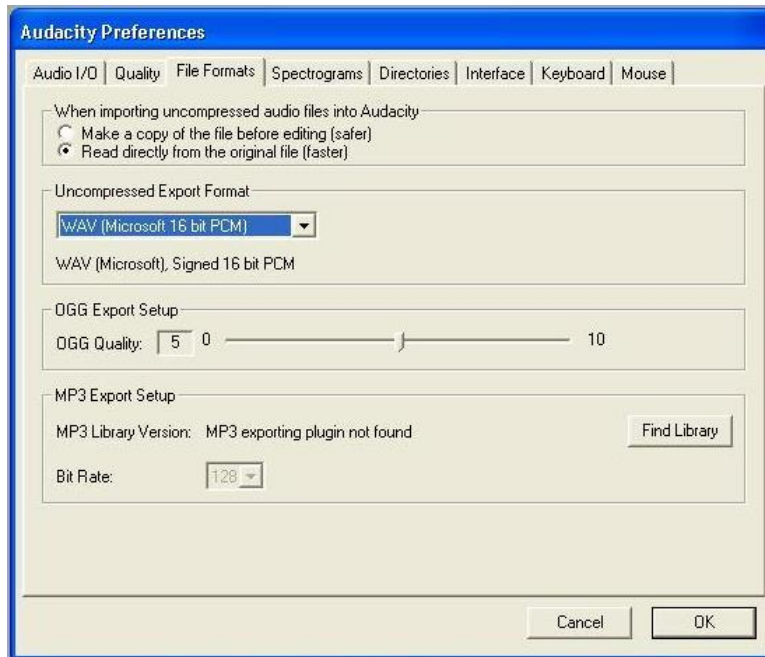 Audacity Preferences
Audio I/O Quality File Formats Spectrograms Directories Interface Keyboard Mouse
When importing uncompressed audio files into Audacity
Make a copy of the file before editing (safer)
Read directly from the original file (faster)
Uncompressed Export Format
WAV (Microsoft 16 bit PCM)
WAV (Microsoft), Signed 16 bit PCM
OGG Export Setup
OGG Quality: 5 0 10
MP3 Export Setup
MP3 Library Version: MP3 exporting plugin not found Find Library
Bit Rate: 128
Cancel OK